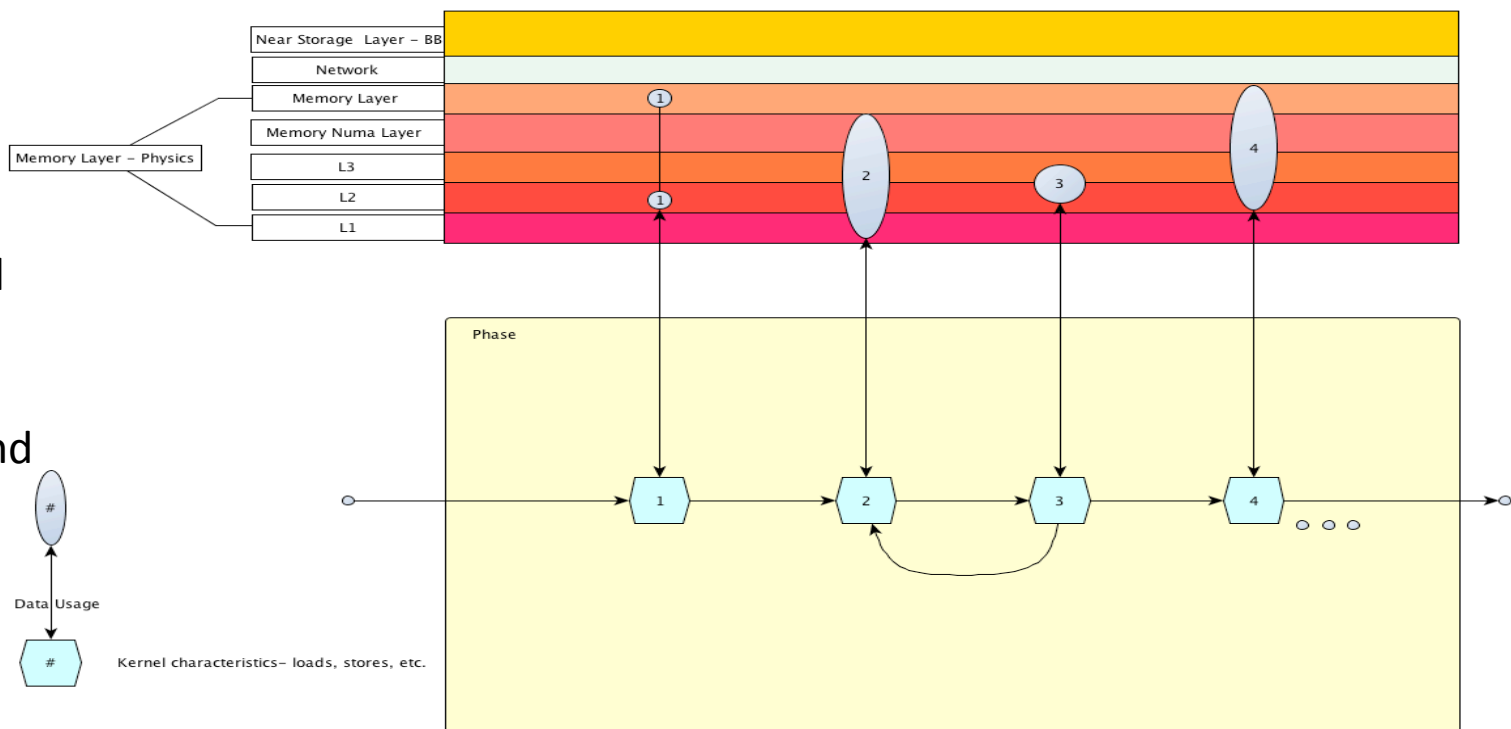 Near Storage Layer – BB
Network
Memory Layer
Memory Numa Layer
Memory Layer – Physics
L3
L2
L1
1
1
2
3
4
Phase
nd
1
2
3
4
#
Data Usage
#
Kernel characteristics– loads, stores, etc.